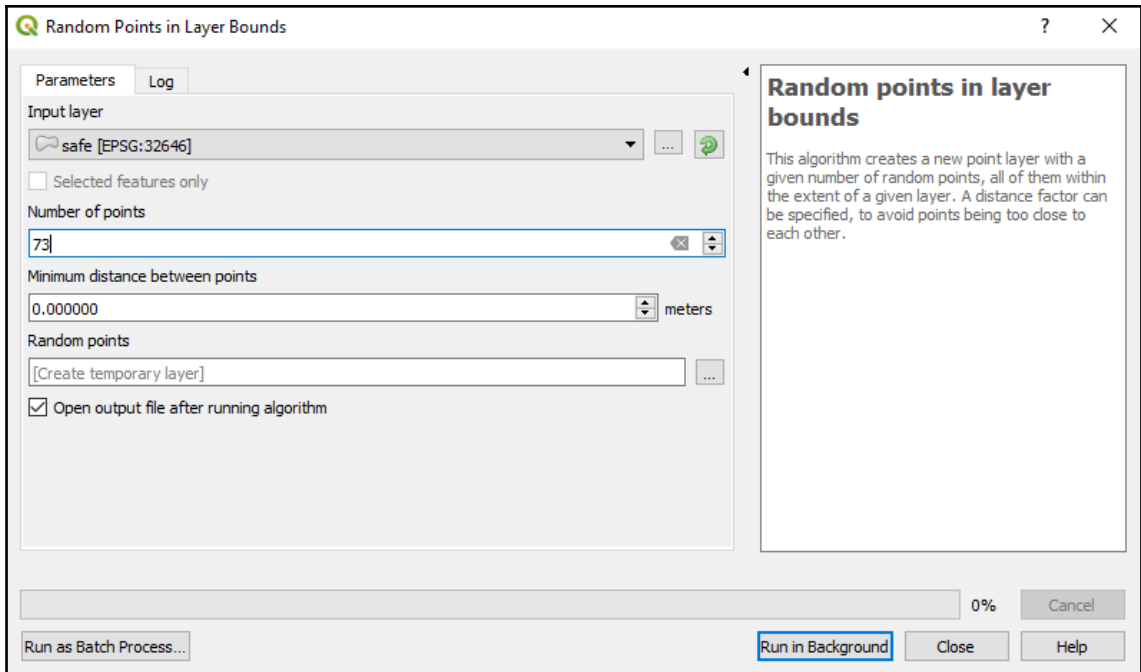 Random Points in Layer Bounds
?
Parameters
Log
Input layer
safe [EPSG:32646]
...
Selected features only
Number of points
73
Minimum distance between points
0.000000
meters
Random points
[Create temporary layer]
...
Open output file after running algorithm
Random points in layer
bounds
This algorithm creates a new point layer with a
given number of random points, all of them within
the extent of a given layer. A distance factor can
be specified, to avoid points being too close to
each other.
0%
Cancel
Run as Batch Process...
Run in Background
Close
Help